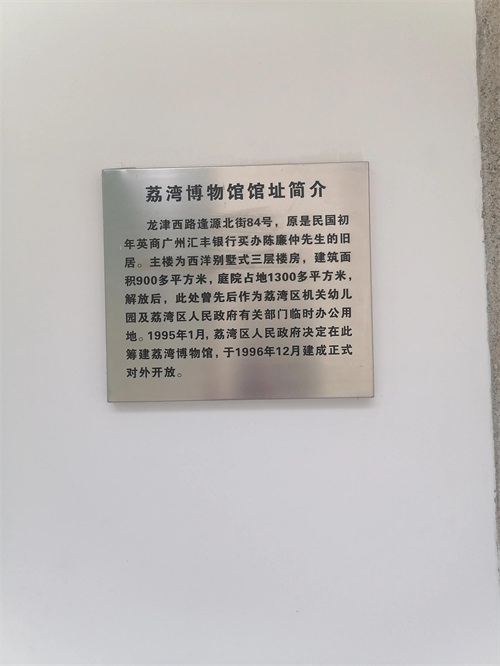 荔湾博物馆馆址简介
龙津西路逢源北街84号，原是民国初
年英商广州汇丰银行买办陈廉仲先生的旧
居。主楼为西洋别墅式三层楼房，建筑面
积900多平方米，庭院占地1300多平方米，
解放后，此处曾先后作为荔湾区机关幼儿
园及荔湾区人民政府有关部门临时办公用
地。1995年1月，荔湾区人民政府决定在此
筹建荔湾博物馆，于1996年12月建成正式
对外开放。